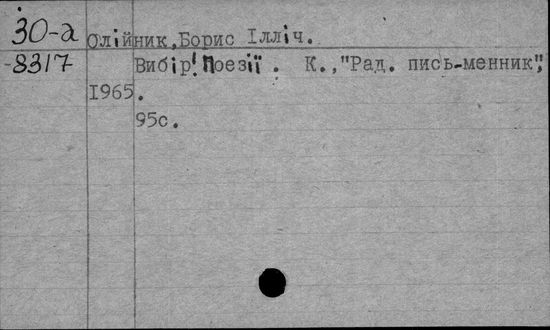 30-а
Олійник,Борис Ілліч.
-8317
Вибір! Поезії. К.,"Рад. пись-менник",
1965.
95с.